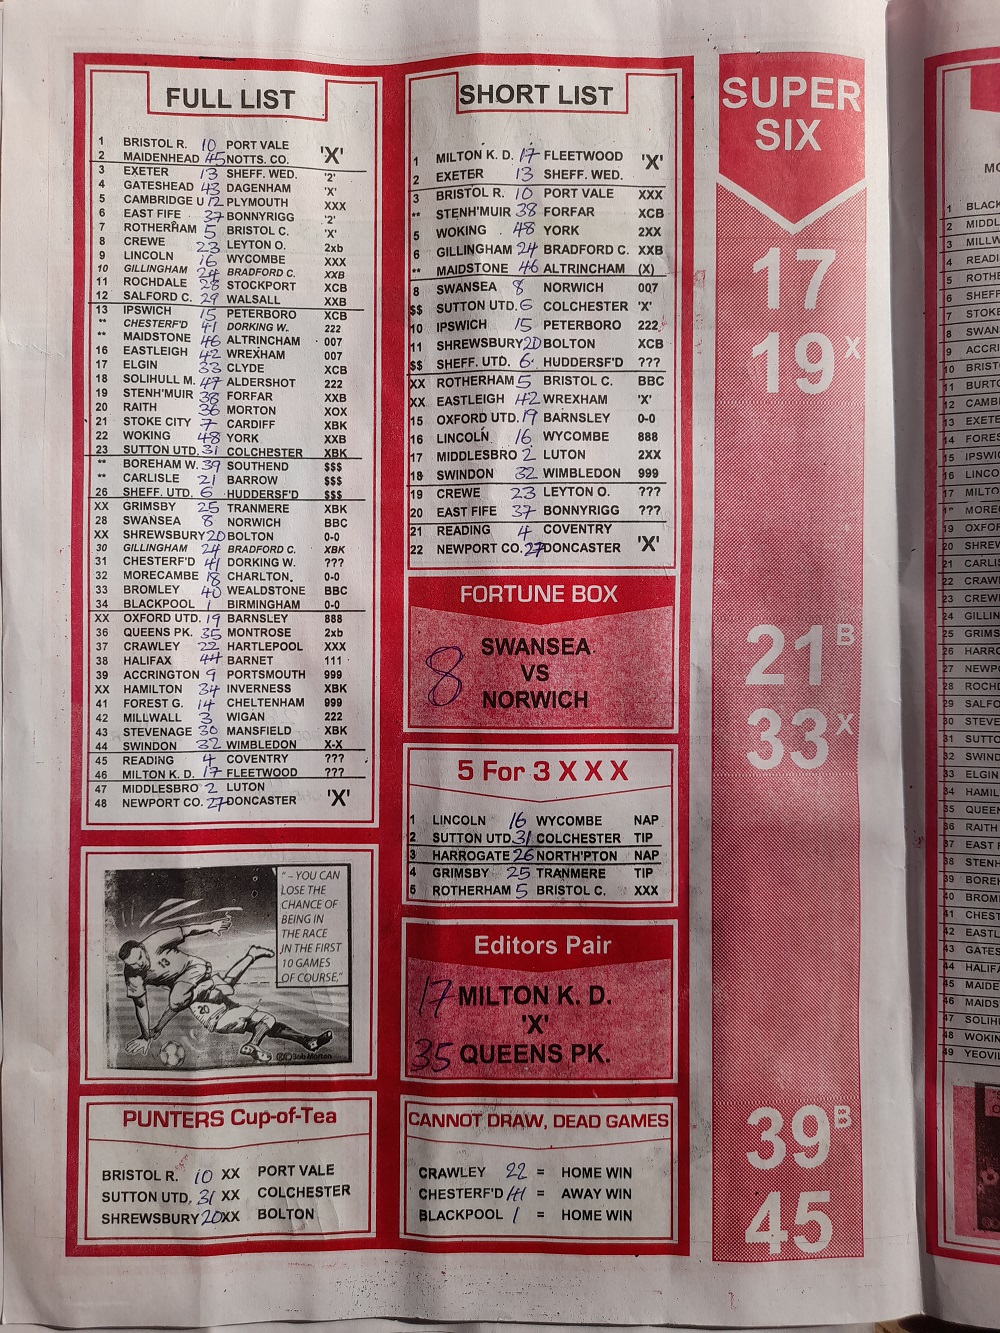 FULL LIST
1 BRISTOL R. 10 PORT VALE
2 MAIDENHEAD 45 NOTTS. CO. 'X'
3 EXETER 13 SHEFF. WED. '2'
4 GATESHEAD 43 DAGENHAM 'X'
5 CAMBRIDGE U 12 PLYMOUTH XXX
6 EAST FIFE 37 BONNYRIGG '2'
7 ROTHERHAM 5 BRISTOL C. 'X'
8 CREWE 23 LEYTON O. 2xb
9 LINCOLN 16 WYCOMBE XXX
10 GILLINGHAM 24 BRADFORD C. XXB
11 ROCHDALE 28 STOCKPORT XCB
12 SALFORD C. 29 WALSALL XXB
13 IPSWICH 15 PETERBORO XCB
** CHESTERF'D 41 DORKING W. 222
** MAIDSTONE 46 ALTRINCHAM 007
16 EASTLEIGH 42 WREXHAM 007
17 ELGIN 33 CLYDE XCB
18 SOLIHULL M. 47 ALDERSHOT 222
19 STENH'MUIR 38 FORFAR XXB
20 RAITH 36 MORTON XOX
21 STOKE CITY 7 CARDIFF XBK
22 WOKING 48 YORK XXB
23 SUTTON UTD. 31 COLCHESTER XBK
** BOREHAM W. 39 SOUTHEND $$$
** CARLISLE 21 BARROW $$$
26 SHEFF. UTD. 6 HUDDERSF'D $$$
XX GRIMSBY 25 TRANMERE XBK
28 SWANSEA 8 NORWICH BBC
XX SHREWSBURY 20 BOLTON 0-0
30 GILLINGHAM 24 BRADFORD C. XBK
31 CHESTERF'D 41 DORKING W. ???
32 MORECAMBE 18 CHARLTON. 0-0
33 BROMLEY 40 WEALDSTONE BBC
34 BLACKPOOL 1 BIRMINGHAM 0-0
XX OXFORD UTD. 19 BARNSLEY 888
36 QUEENS PK. 35 MONTROSE 2xb
37 CRAWLEY 22 HARTLEPOOL XXX
38 HALIFAX 44 BARNET 111
39 ACCRINGTON 9 PORTSMOUTH 999
XX HAMILTON 34 INVERNESS XBK
41 FOREST G. 14 CHELTENHAM 999
42 MILLWALL 3 WIGAN 222
43 STEVENAGE 30 MANSFIELD XBK
44 SWINDON 32 WIMBLEDON X-X
45 READING 4 COVENTRY ???
46 MILTON K. D. 17 FLEETWOOD ???
47 MIDDLESBRO 2 LUTON
48 NEWPORT CO. 27 DONCASTER 'X'
" – YOU CAN
LOSE THE
CHANCE OF
BEING IN
THE RACE
IN THE FIRST
10 GAMES
OF COURSE,"
© Bob Morton
PUNTERS Cup-of-Tea
BRISTOL R. 10 XX PORT VALE
SUTTON UTD. 31 XX COLCHESTER
SHREWSBURY 20 XX BOLTON
SHORT LIST
1 MILTON K. D. 17 FLEETWOOD 'X'
2 EXETER 13 SHEFF. WED.
3 BRISTOL R. 10 PORT VALE XXX
** STENH'MUIR 38 FORFAR XCB
5 WOKING 48 YORK 2XX
6 GILLINGHAM 24 BRADFORD C. XXB
** MAIDSTONE 46 ALTRINCHAM (X)
8 SWANSEA 8 NORWICH 007
$$ SUTTON UTD. 6 COLCHESTER 'X'
10 IPSWICH 15 PETERBORO 222
11 SHREWSBURY 20 BOLTON XCB
$$ SHEFF. UTD. 6 HUDDERSF'D ???
XX ROTHERHAM 5 BRISTOL C. BBC
XX EASTLEIGH 42 WREXHAM 'X'
15 OXFORD UTD. 19 BARNSLEY 0-0
16 LINCOLN 16 WYCOMBE 888
17 MIDDLESBRO 2 LUTON 2XX
18 SWINDON 32 WIMBLEDON 999
19 CREWE 23 LEYTON O. ???
20 EAST FIFE 37 BONNYRIGG ???
21 READING 4 COVENTRY
22 NEWPORT CO. 27 DONCASTER 'X'
FORTUNE BOX
SWANSEA
8 VS
NORWICH
5 For 3 X X X
1 LINCOLN 16 WYCOMBE NAP
2 SUTTON UTD. 31 COLCHESTER TIP
3 HARROGATE 26 NORTH'PTON NAP
4 GRIMSBY 25 TRANMERE TIP
5 ROTHERHAM 5 BRISTOL C. XXX
Editors Pair
17 MILTON K. D.
'X'
35 QUEENS PK.
CANNOT DRAW, DEAD GAMES
CRAWLEY 22 = HOME WIN
CHESTERF'D 41 = AWAY WIN
BLACKPOOL 1 = HOME WIN
SUPER
SIX
17
19 X
21 B
33 X
39 B
45